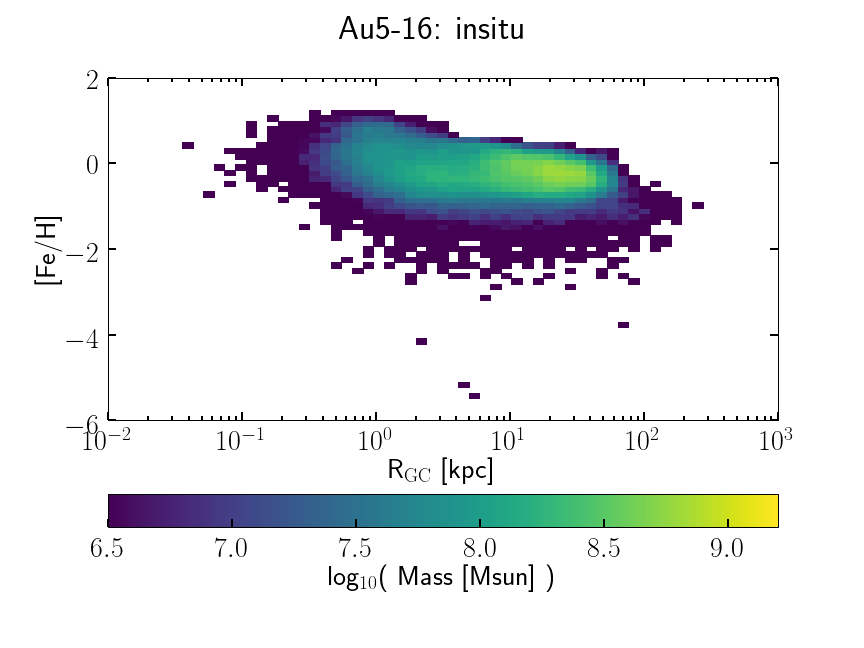 Au5-16: insitu
2
0
−2
−4
−6
[Fe/H]
10⁻² 10⁻¹ 10⁰ 10¹ 10² 10³
R_GC [kpc]
6.5 7.0 7.5 8.0 8.5 9.0
log₁₀( Mass [Msun] )